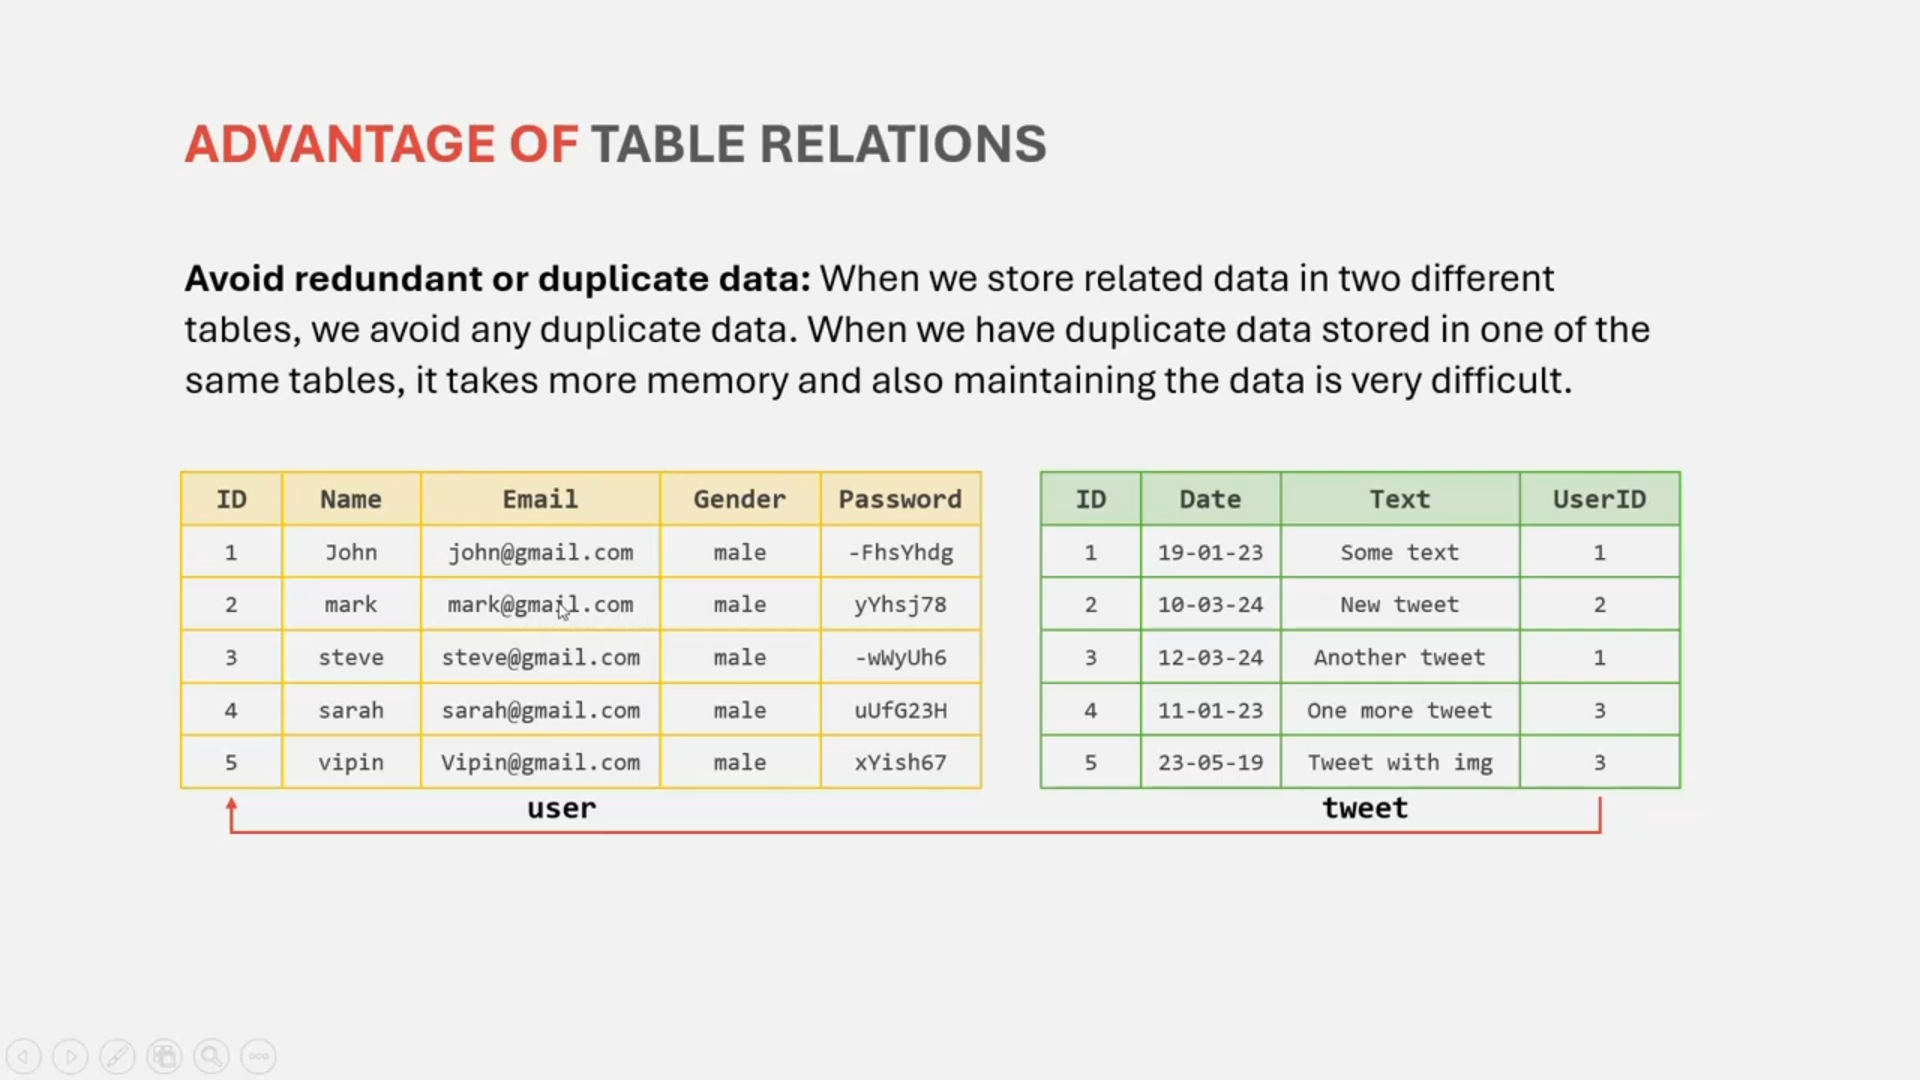 ADVANTAGE OF TABLE RELATIONS
Avoid redundant or duplicate data: When we store related data in two different
tables, we avoid any duplicate data. When we have duplicate data stored in one of the
same tables, it takes more memory and also maintaining the data is very difficult.
ID Name Email Gender Password
1 John john@gmail.com male -FhsYhdg
2 mark mark@gmail.com male yYhsj78
3 steve steve@gmail.com male -wWyUh6
4 sarah sarah@gmail.com male uUfG23H
5 vipin Vipin@gmail.com male xYish67
user
ID Date Text UserID
1 19-01-23 Some text 1
2 10-03-24 New tweet 2
3 12-03-24 Another tweet 1
4 11-01-23 One more tweet 3
5 23-05-19 Tweet with img 3
tweet